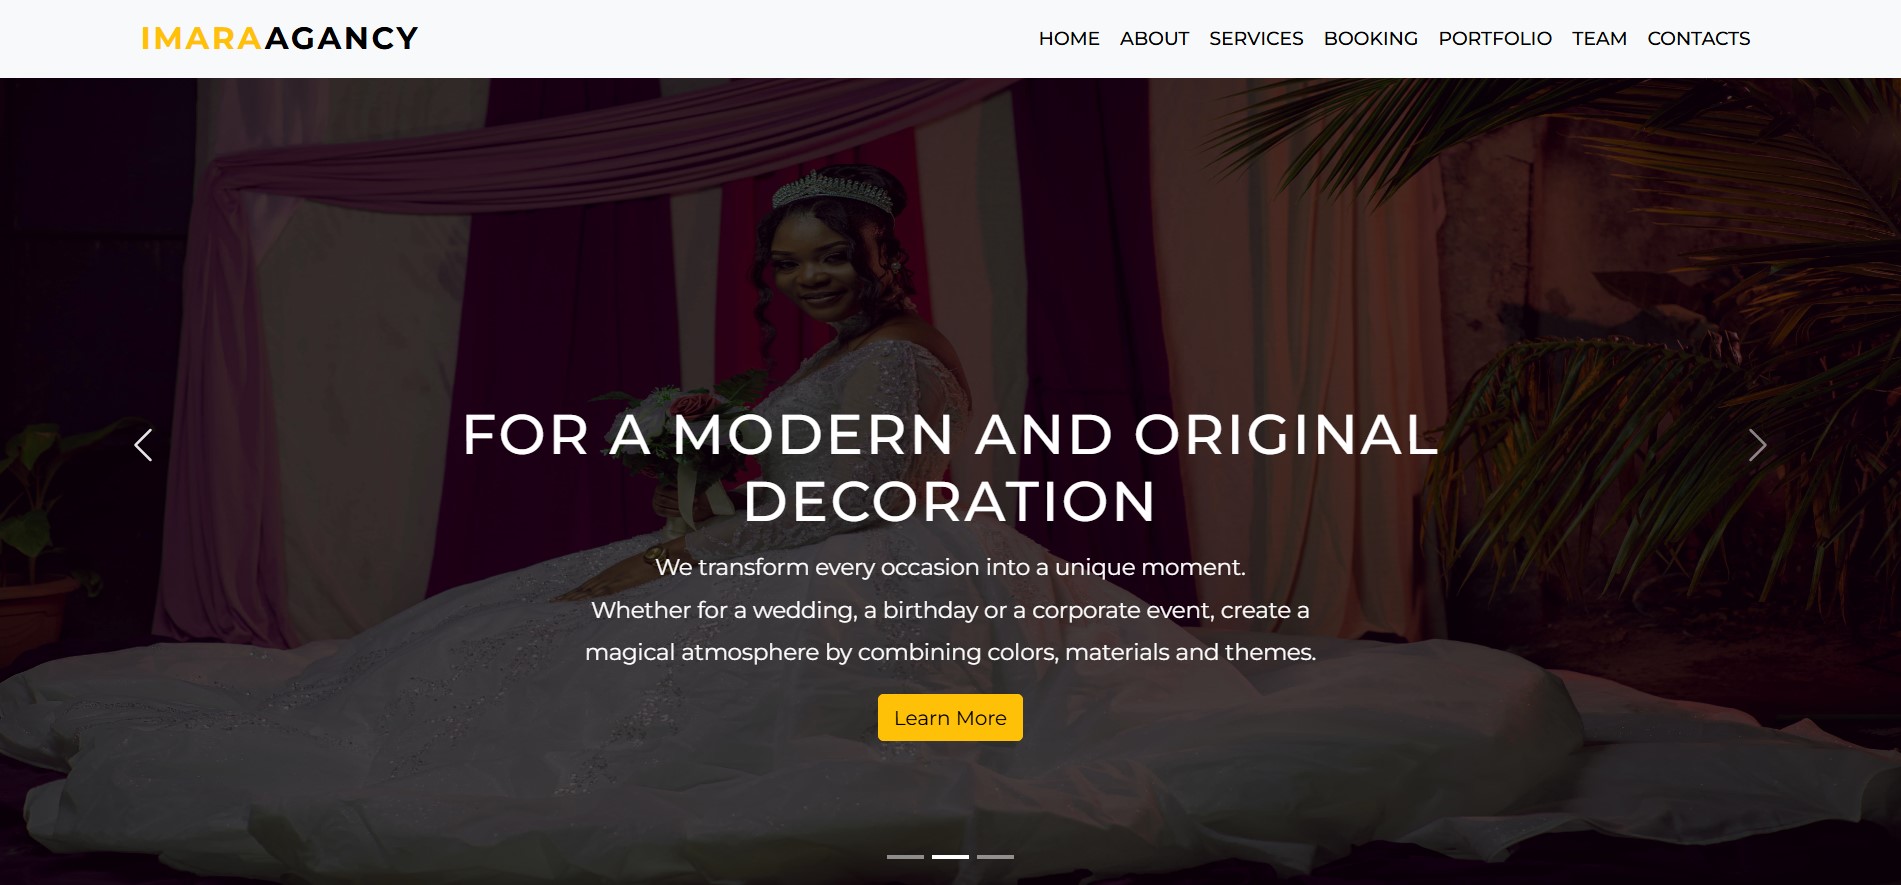 IMARAAGANCY
HOME ABOUT SERVICES BOOKING PORTFOLIO TEAM CONTACTS
FOR A MODERN AND ORIGINAL
DECORATION
We transform every occasion into a unique moment.
Whether for a wedding, a birthday or a corporate event, create a
magical atmosphere by combining colors, materials and themes.
Learn More